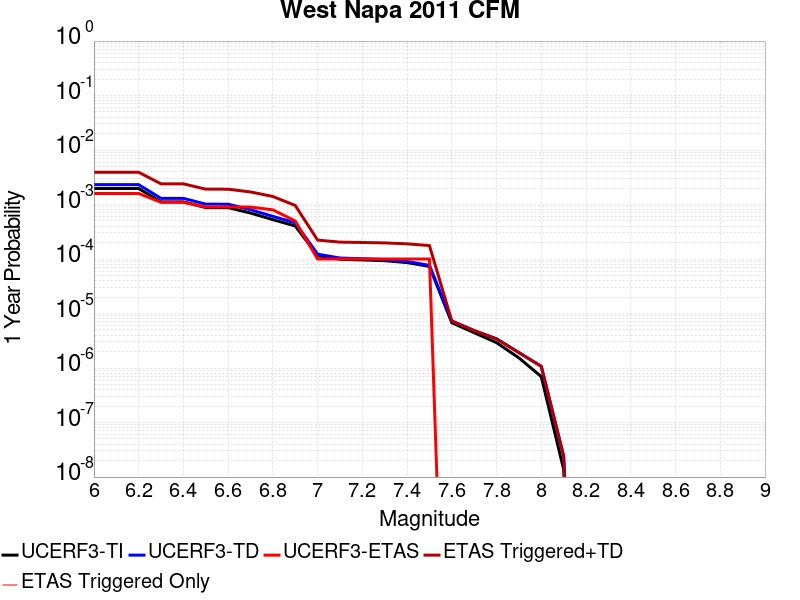 West Napa 2011 CFM
10^0
10^-1
10^-2
10^-3
10^-4
10^-5
10^-6
10^-7
10^-8
1 Year Probability
6 6.2 6.4 6.6 6.8 7 7.2 7.4 7.6 7.8 8 8.2 8.4 8.6 8.8 9
Magnitude
UCERF3-TI UCERF3-TD UCERF3-ETAS ETAS Triggered+TD
ETAS Triggered Only